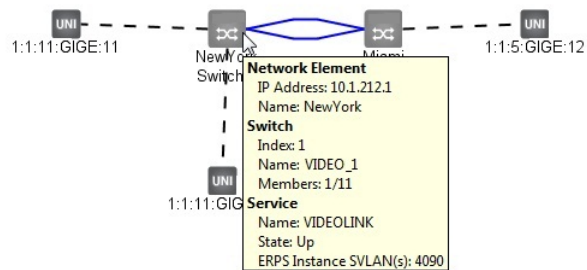 UNI
UNI
1:1:11:GIGE:11
1:1:5:GIGE:12
NewYork
Switch
Miami
Network Element
IP Address: 10.1.212.1
Name: NewYork
Switch
Index: 1
Name: VIDEO_1
Members: 1/11
UNI
1:1:11:GIG
Service
Name: VIDEOLINK
State: Up
ERPS Instance SVLAN(s): 4090